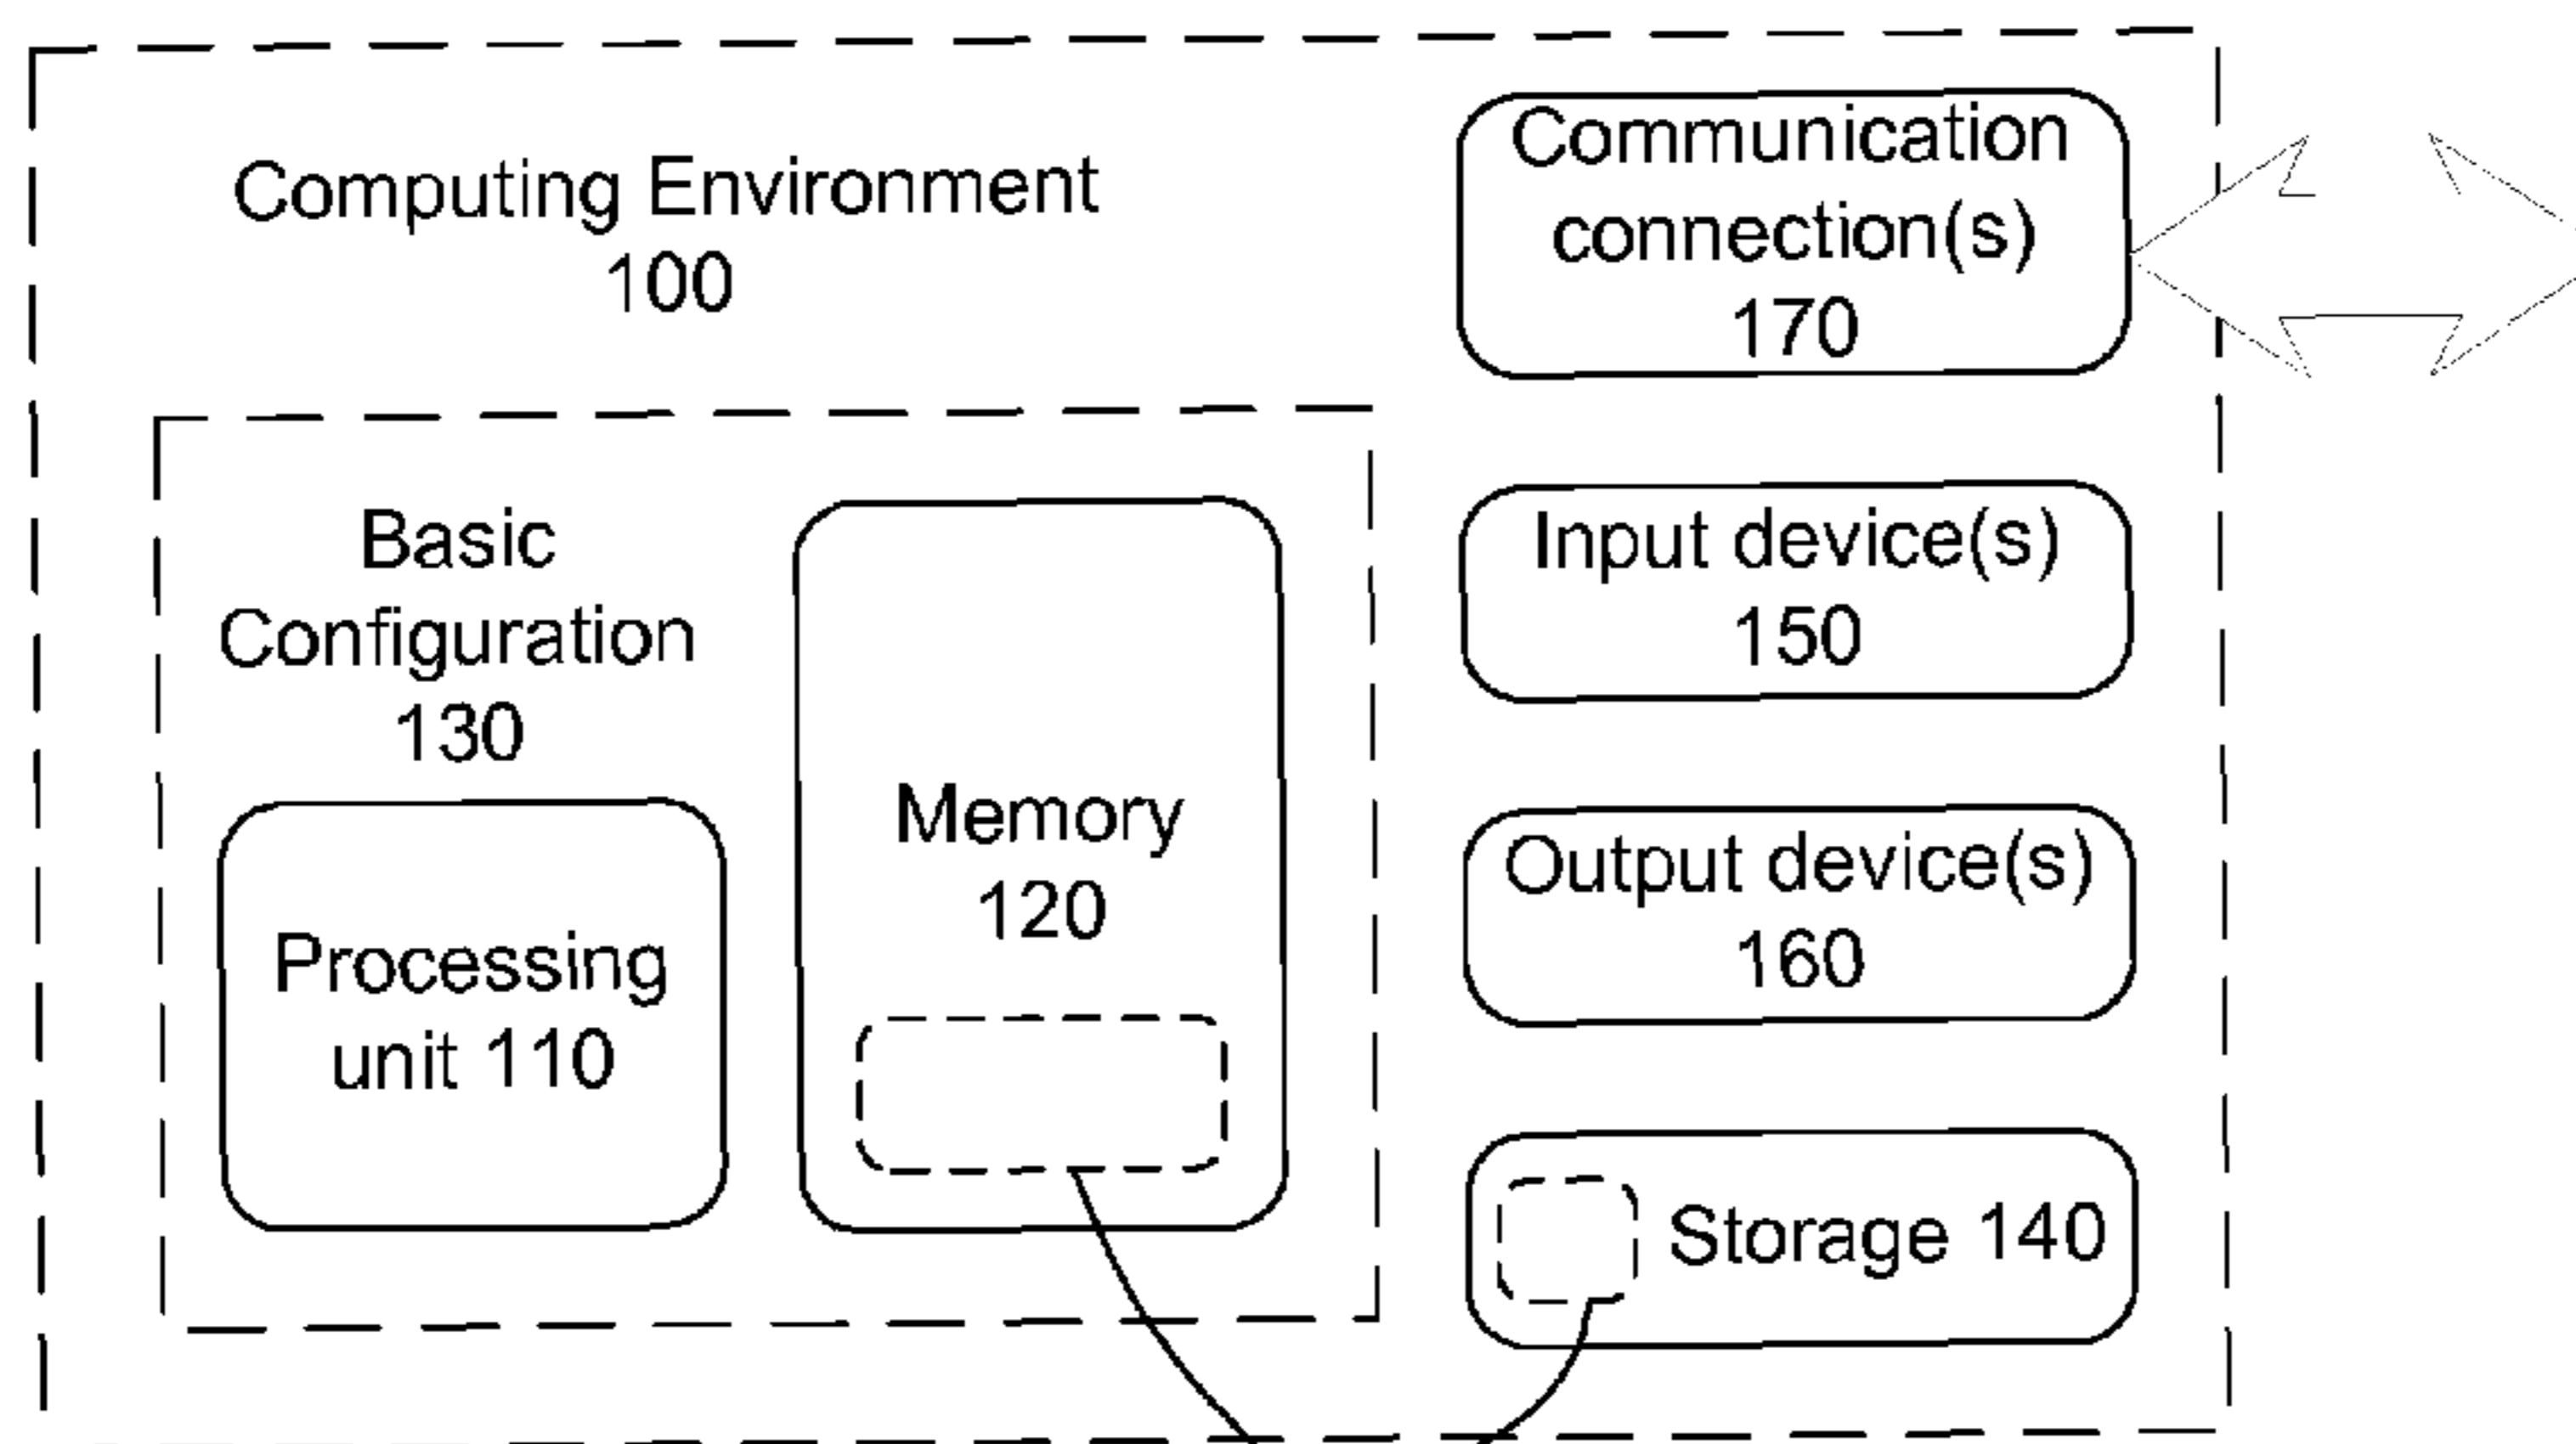 Computing Environment
100
Communication
connection(s)
170
Basic
Configuration
130
Processing
unit 110
Memory
120
Input device(s)
150
Output device(s)
160
Storage 140